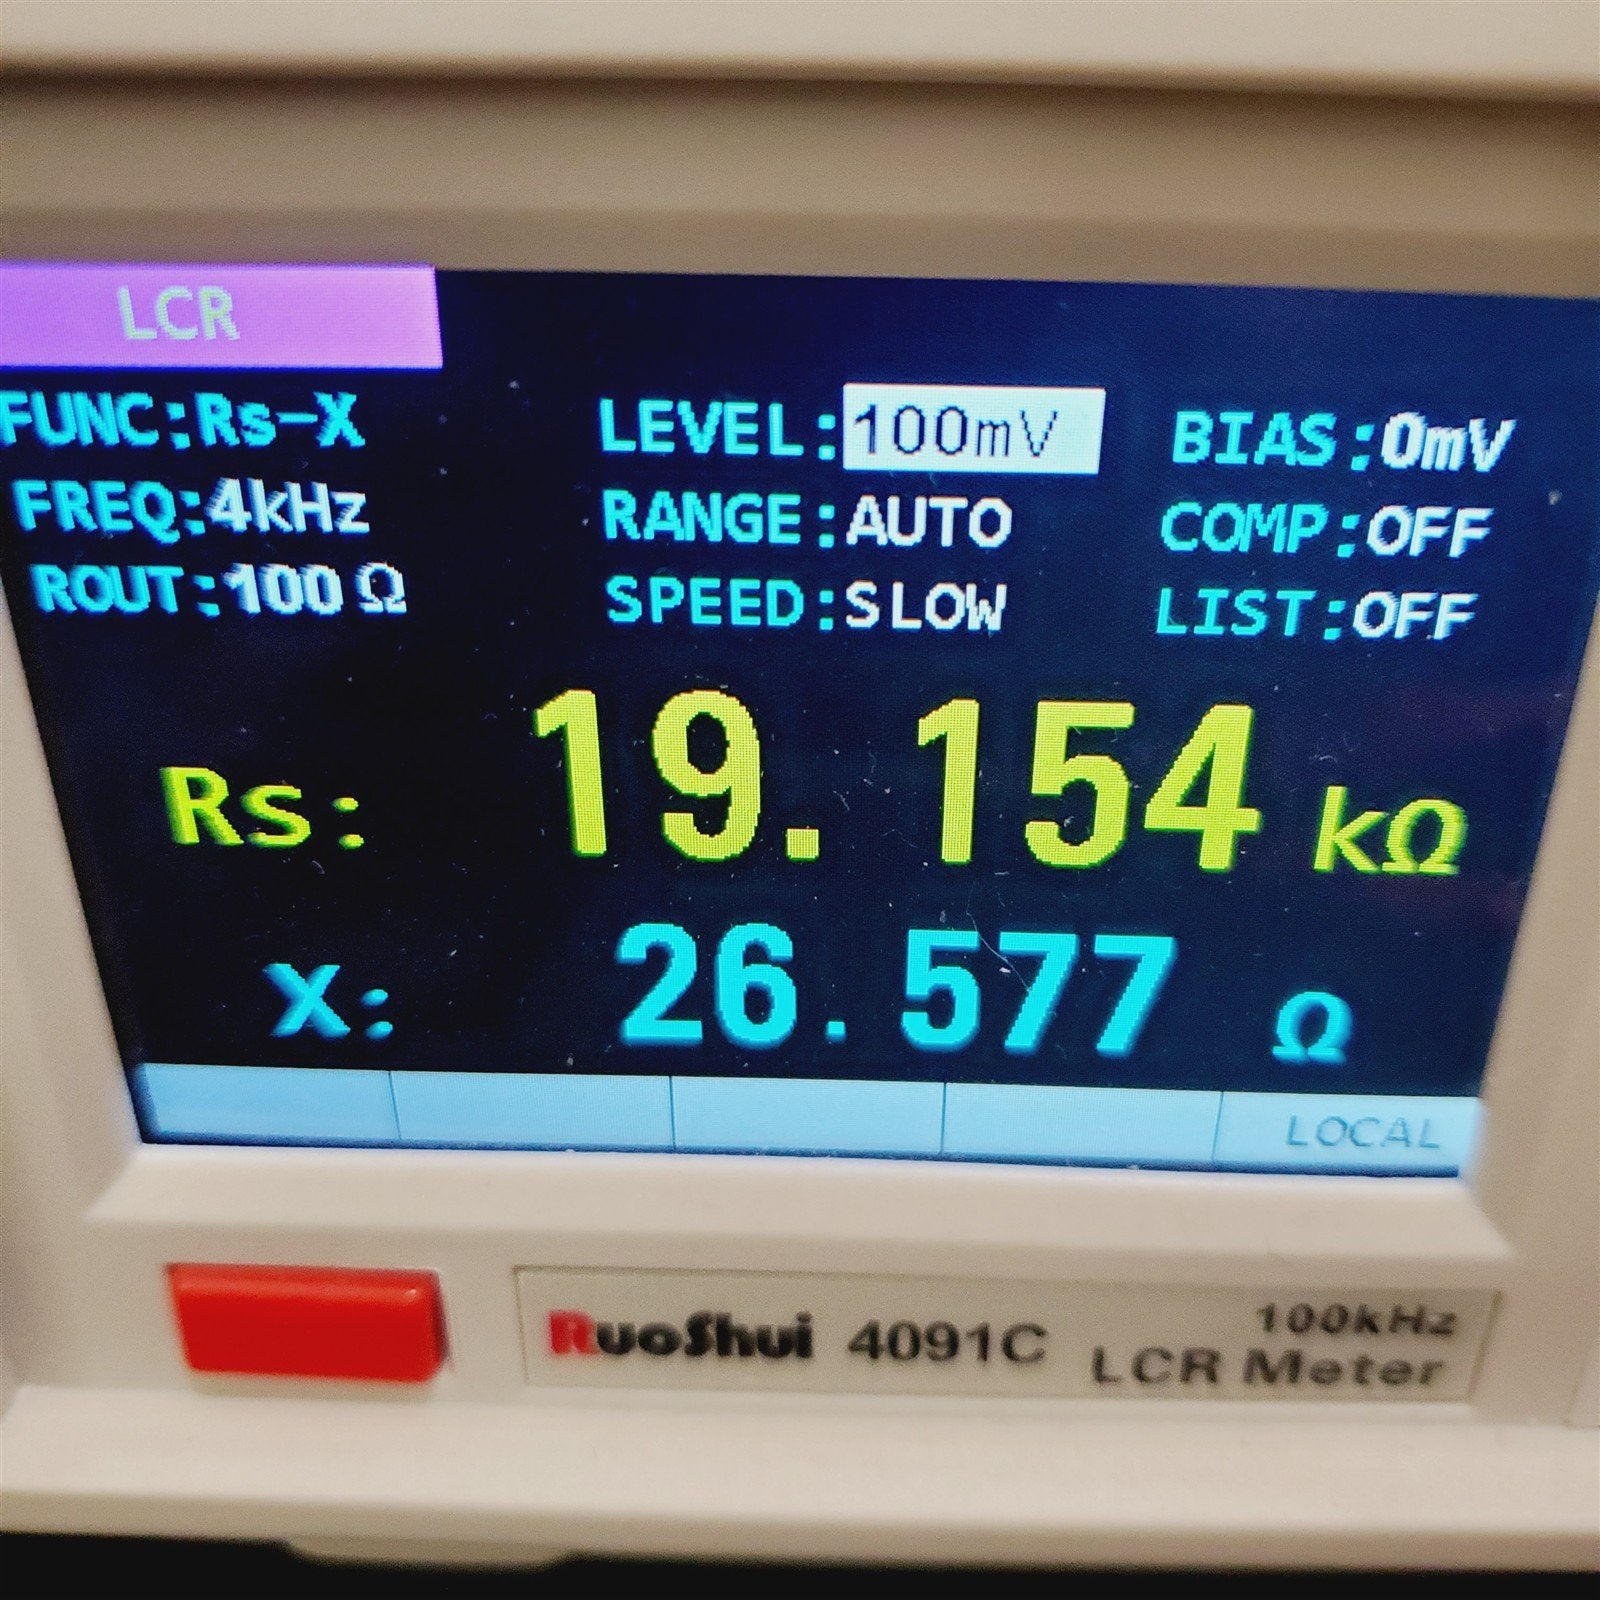 LCR
FUNC:Rs-X LEVEL:100mV BIAS:0mV
FREQ:4kHz RANGE:AUTO COMP:OFF
ROUT:100Ω SPEED:SLOW LIST:OFF
Rs: 19.154 kΩ
X: 26.577 Ω
LOCAL
RuoShui 4091C 100kHz
LCR Meter